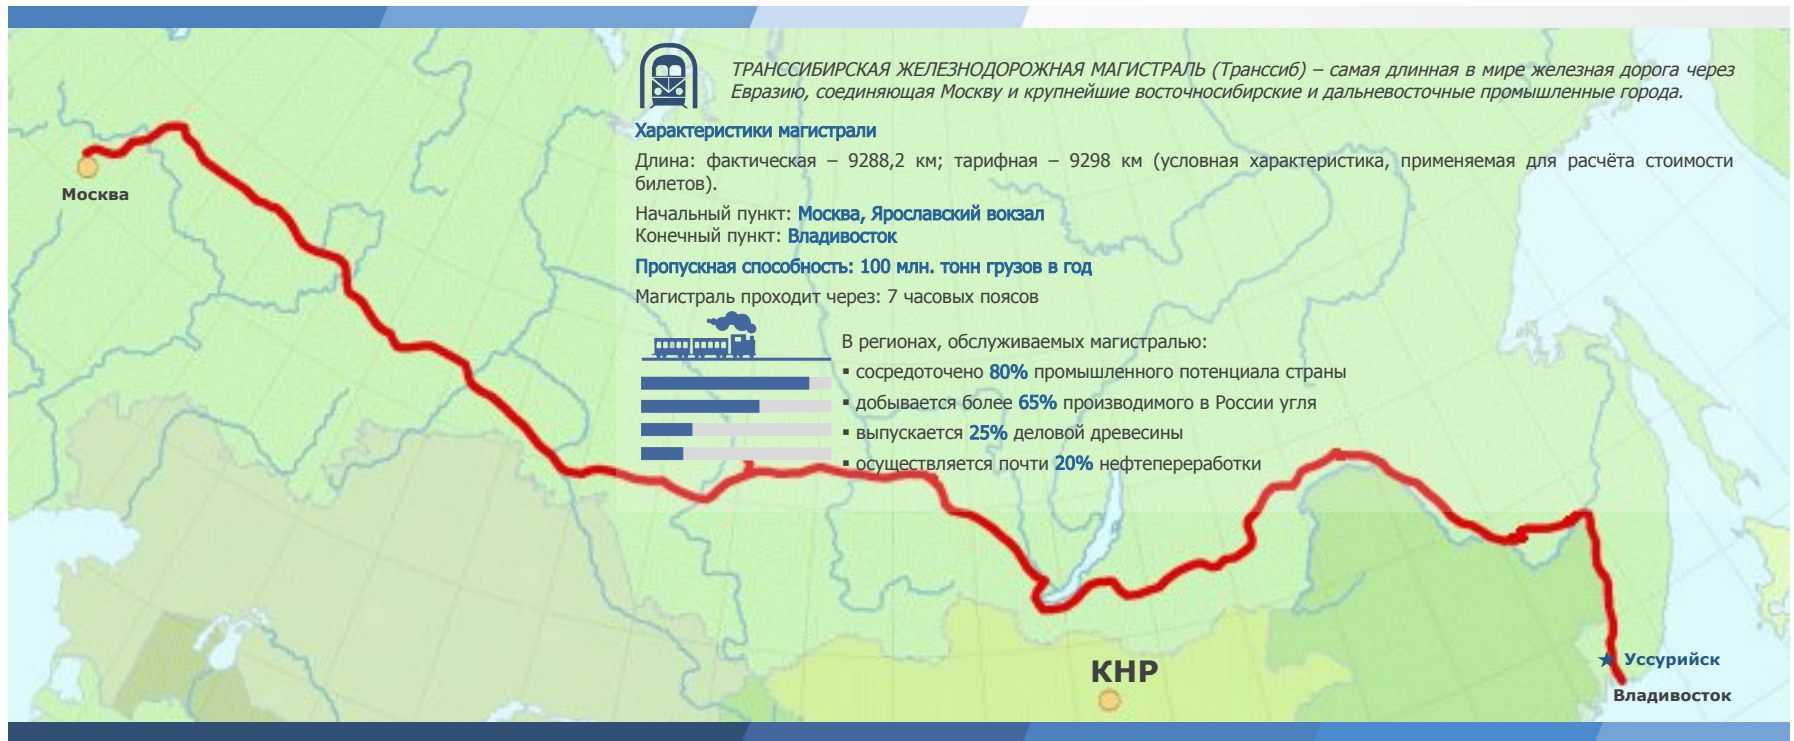 ТРАНССИБИРСКАЯ ЖЕЛЕЗНОДОРОЖНАЯ МАГИСТРАЛЬ (Транссиб) – самая длинная в мире железная дорога через
Евразию, соединяющая Москву и крупнейшие восточносибирские и дальневосточные промышленные города.
Характеристики магистрали
Длина: фактическая – 9288,2 км; тарифная – 9298 км (условная характеристика, применяемая для расчёта стоимости
билетов).
Начальный пункт: Москва, Ярославский вокзал
Конечный пункт: Владивосток
Пропускная способность: 100 млн. тонн грузов в год
Магистраль проходит через: 7 часовых поясов
В регионах, обслуживаемых магистралью:
▪ сосредоточено 80% промышленного потенциала страны
▪ добывается более 65% производимого в России угля
▪ выпускается 25% деловой древесины
▪ осуществляется почти 20% нефтепереработки
Москва
КНР
Уссурийск
Владивосток